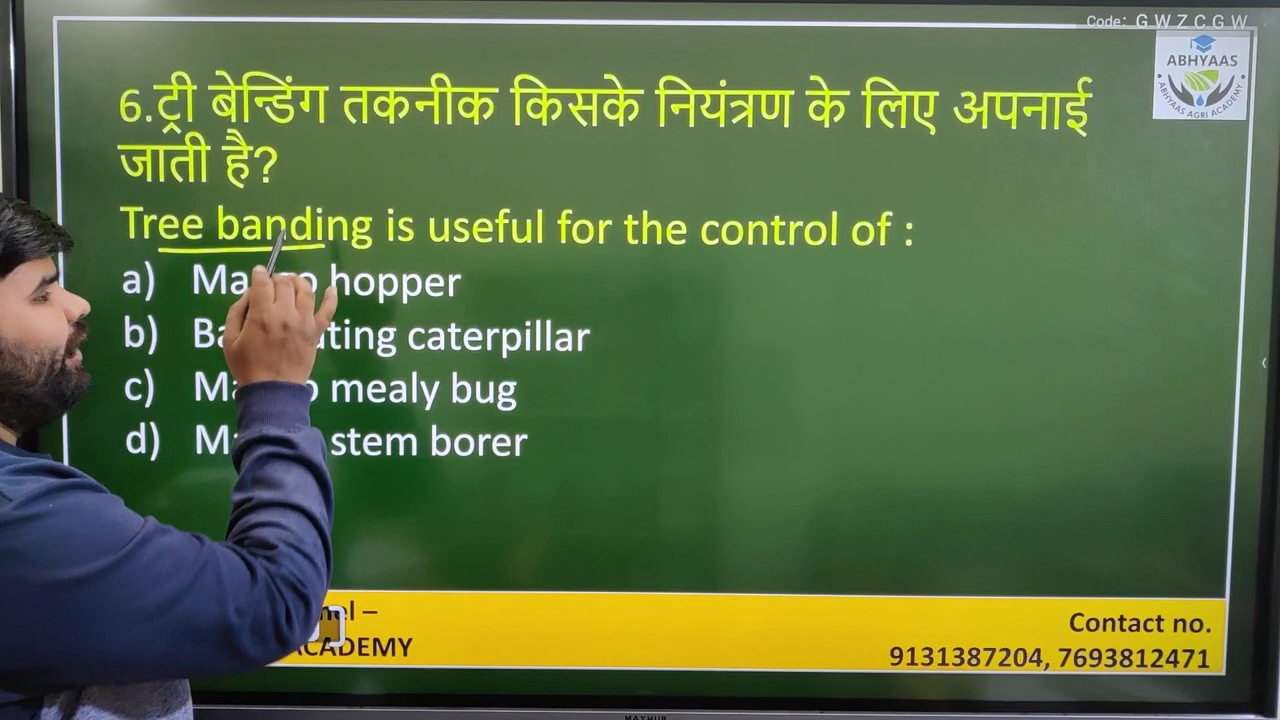 Code: G W Z C G W
ABHYAAS
ABHYAAS AGRI ACADEMY
6.ट्री बेन्डिंग तकनीक किसके नियंत्रण के लिए अपनाई
जाती है?
Tree banding is useful for the control of :
a) hopper
b) caterpillar
c) mealy bug
d) stem borer
–
ACADEMY
Contact no.
9131387204, 7693812471
MAXHUB